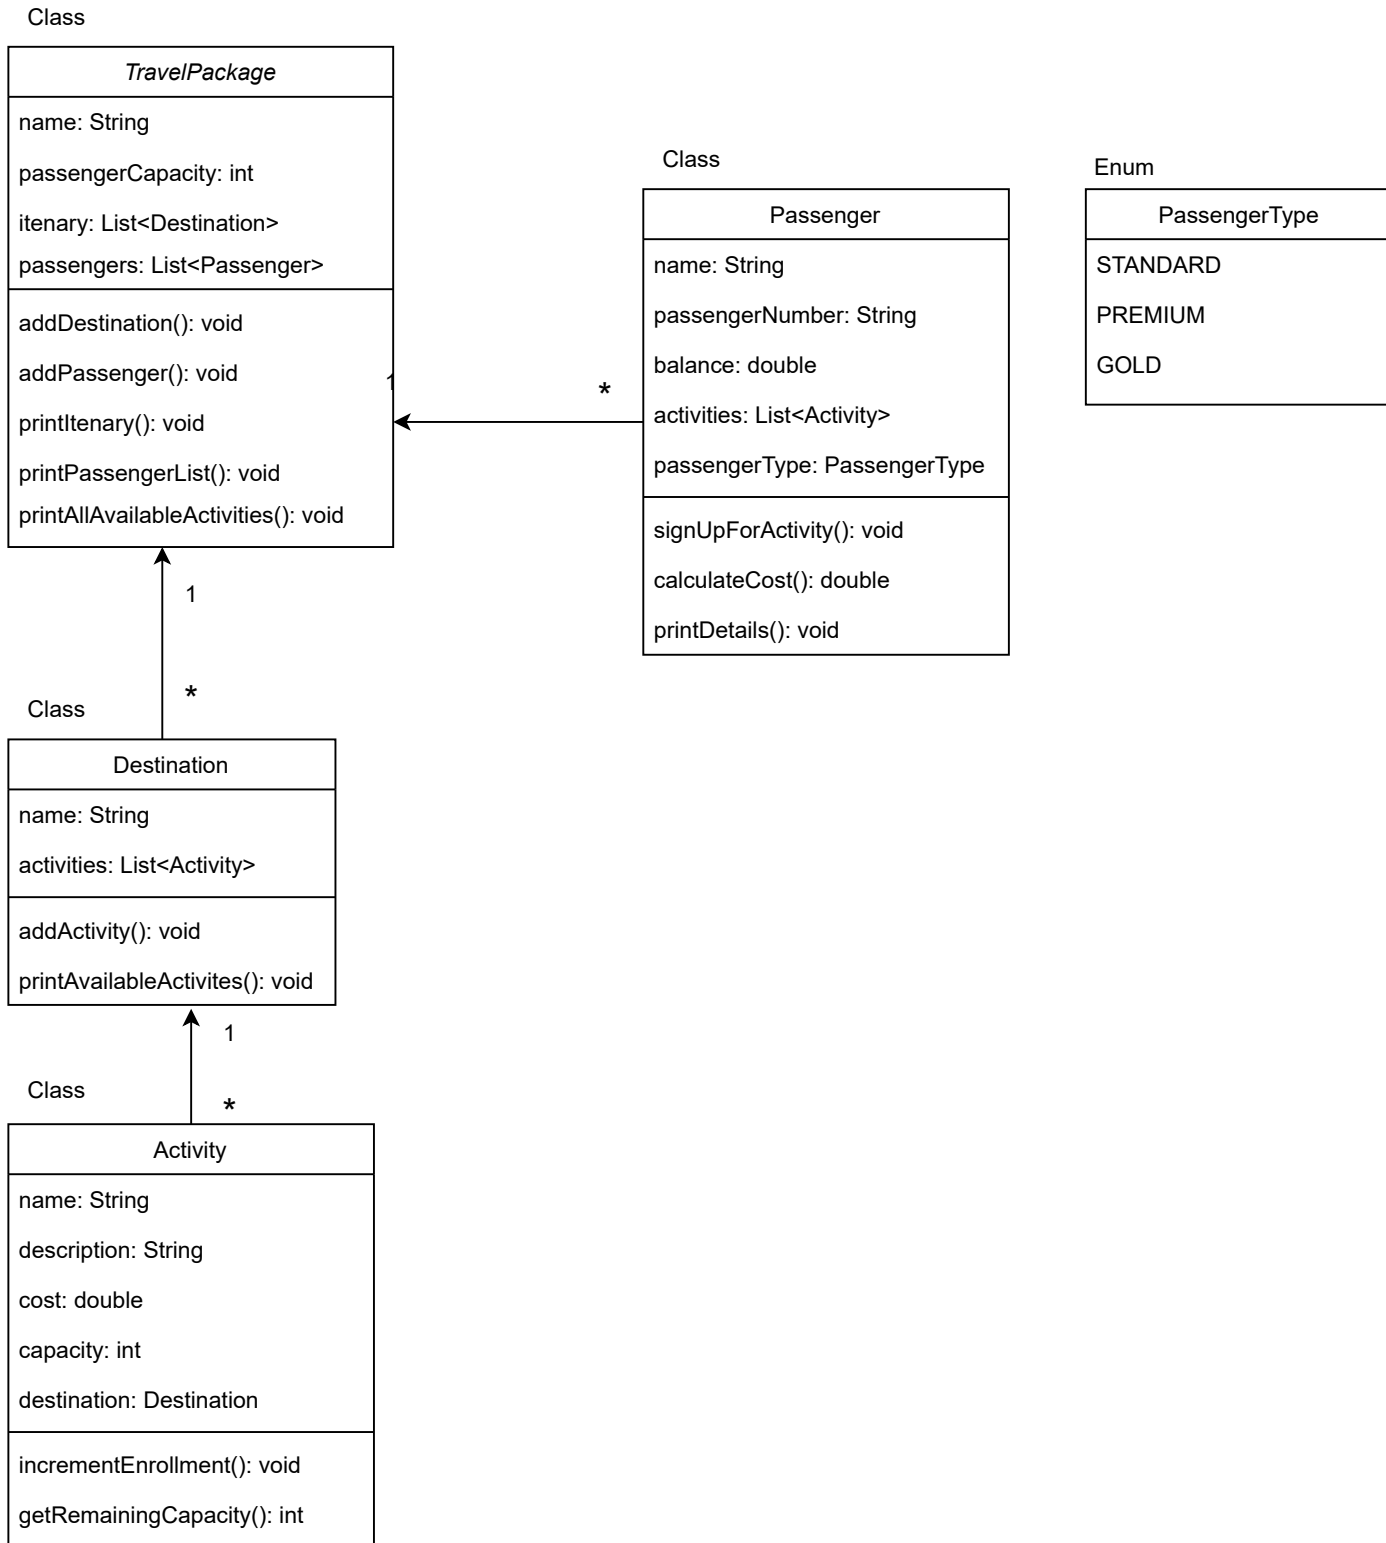 Class
TravelPackage
name: String
passengerCapacity: int
itenary: List<Destination>
passengers: List<Passenger>
addDestination(): void
addPassenger(): void
printItenary(): void
printPassengerList(): void
printAllAvailableActivities(): void
1
*
Class
Passenger
name: String
passengerNumber: String
balance: double
activities: List<Activity>
passengerType: PassengerType
signUpForActivity(): void
calculateCost(): double
printDetails(): void
Enum
PassengerType
STANDARD
PREMIUM
GOLD
1
*
Class
Destination
name: String
activities: List<Activity>
addActivity(): void
printAvailableActivites(): void
1
*
Class
Activity
name: String
description: String
cost: double
capacity: int
destination: Destination
incrementEnrollment(): void
getRemainingCapacity(): int